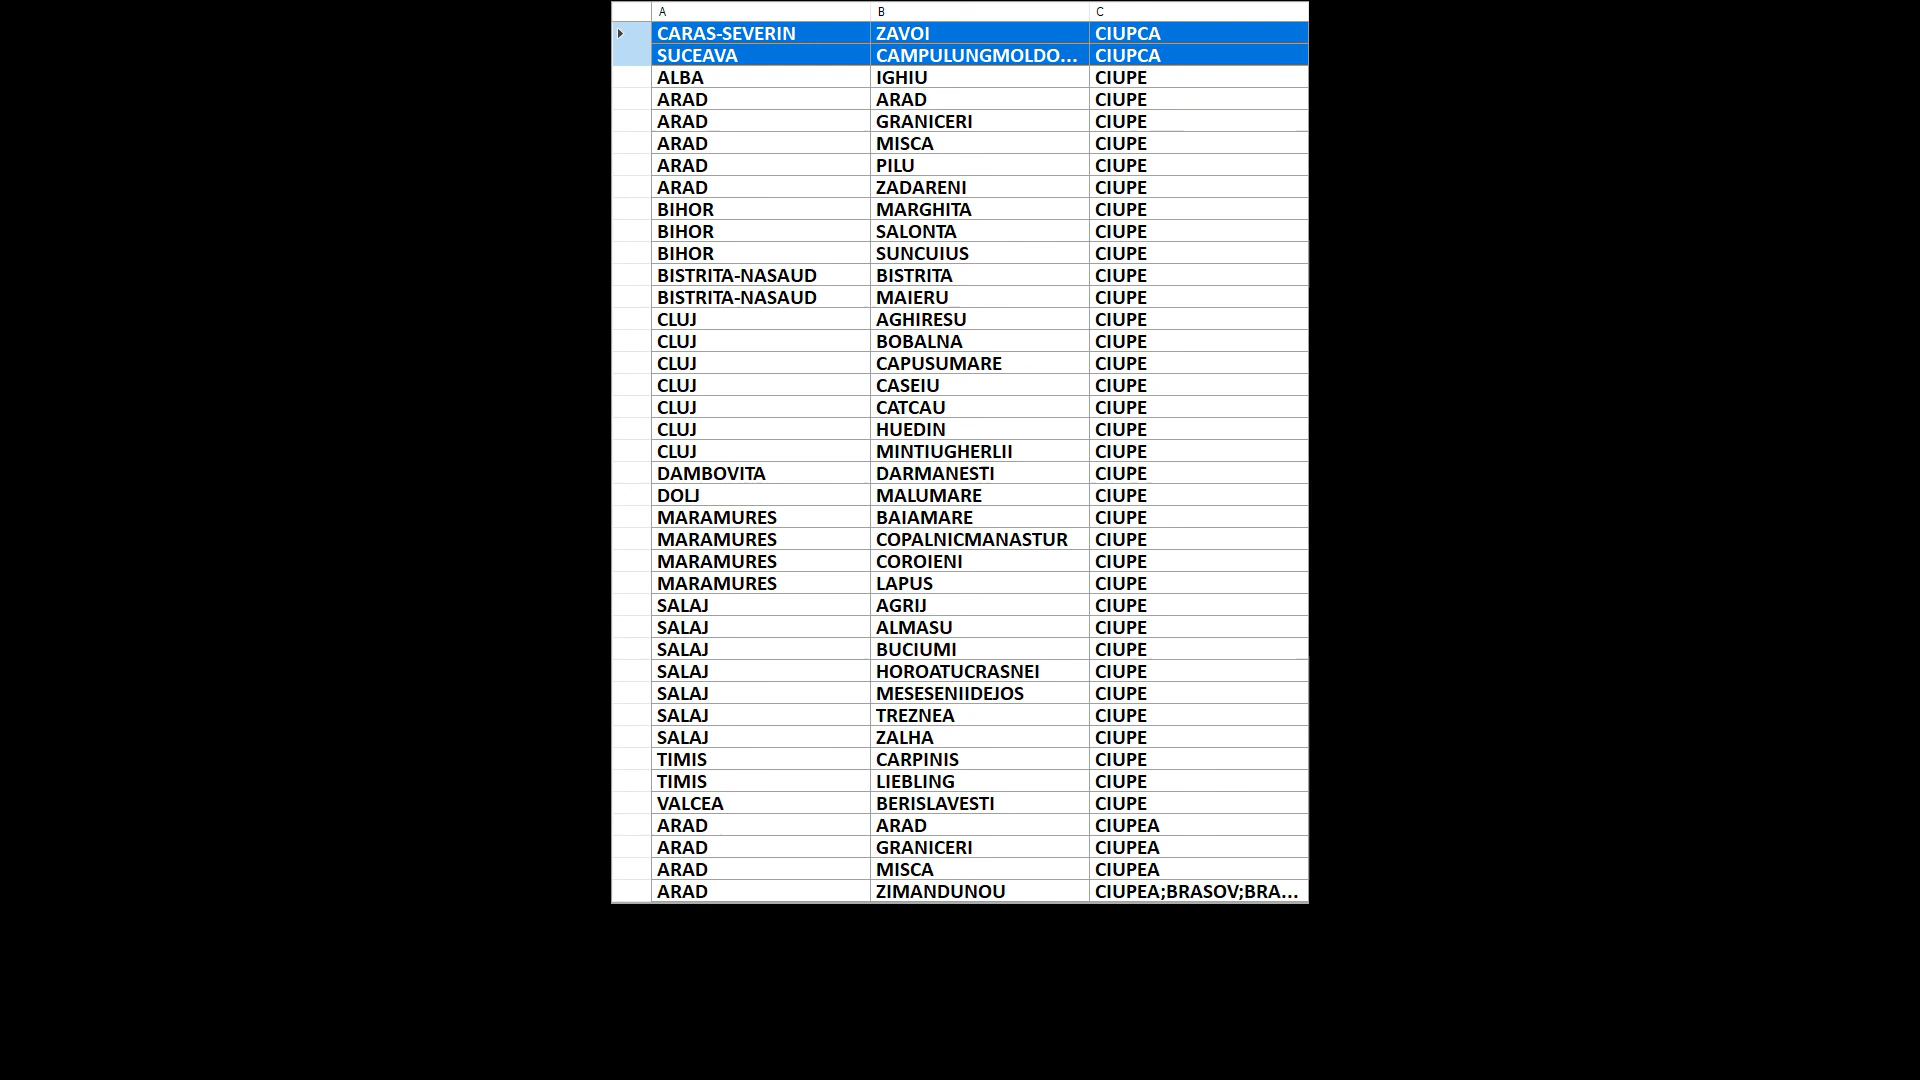 A B C
CARAS-SEVERIN ZAVOI CIUPCA
SUCEAVA CAMPULUNGMOLDO... CIUPCA
ALBA IGHIU CIUPE
ARAD ARAD CIUPE
ARAD GRANICERI CIUPE
ARAD MISCA CIUPE
ARAD PILU CIUPE
ARAD ZADARENI CIUPE
BIHOR MARGHITA CIUPE
BIHOR SALONTA CIUPE
BIHOR SUNCUIUS CIUPE
BISTRITA-NASAUD BISTRITA CIUPE
BISTRITA-NASAUD MAIERU CIUPE
CLUJ AGHIRESU CIUPE
CLUJ BOBALNA CIUPE
CLUJ CAPUSUMARE CIUPE
CLUJ CASEIU CIUPE
CLUJ CATCAU CIUPE
CLUJ HUEDIN CIUPE
CLUJ MINTIUGHERLII CIUPE
DAMBOVITA DARMANESTI CIUPE
DOLJ MALUMARE CIUPE
MARAMURES BAIAMARE CIUPE
MARAMURES COPALNICMANASTUR CIUPE
MARAMURES COROIENI CIUPE
MARAMURES LAPUS CIUPE
SALAJ AGRIJ CIUPE
SALAJ ALMASU CIUPE
SALAJ BUCIUMI CIUPE
SALAJ HOROATUCRASNEI CIUPE
SALAJ MESESENIIDEJOS CIUPE
SALAJ TREZNEA CIUPE
SALAJ ZALHA CIUPE
TIMIS CARPINIS CIUPE
TIMIS LIEBLING CIUPE
VALCEA BERISLAVESTI CIUPE
ARAD ARAD CIUPEA
ARAD GRANICERI CIUPEA
ARAD MISCA CIUPEA
ARAD ZIMANDUNOU CIUPEA;BRASOV;BRA...